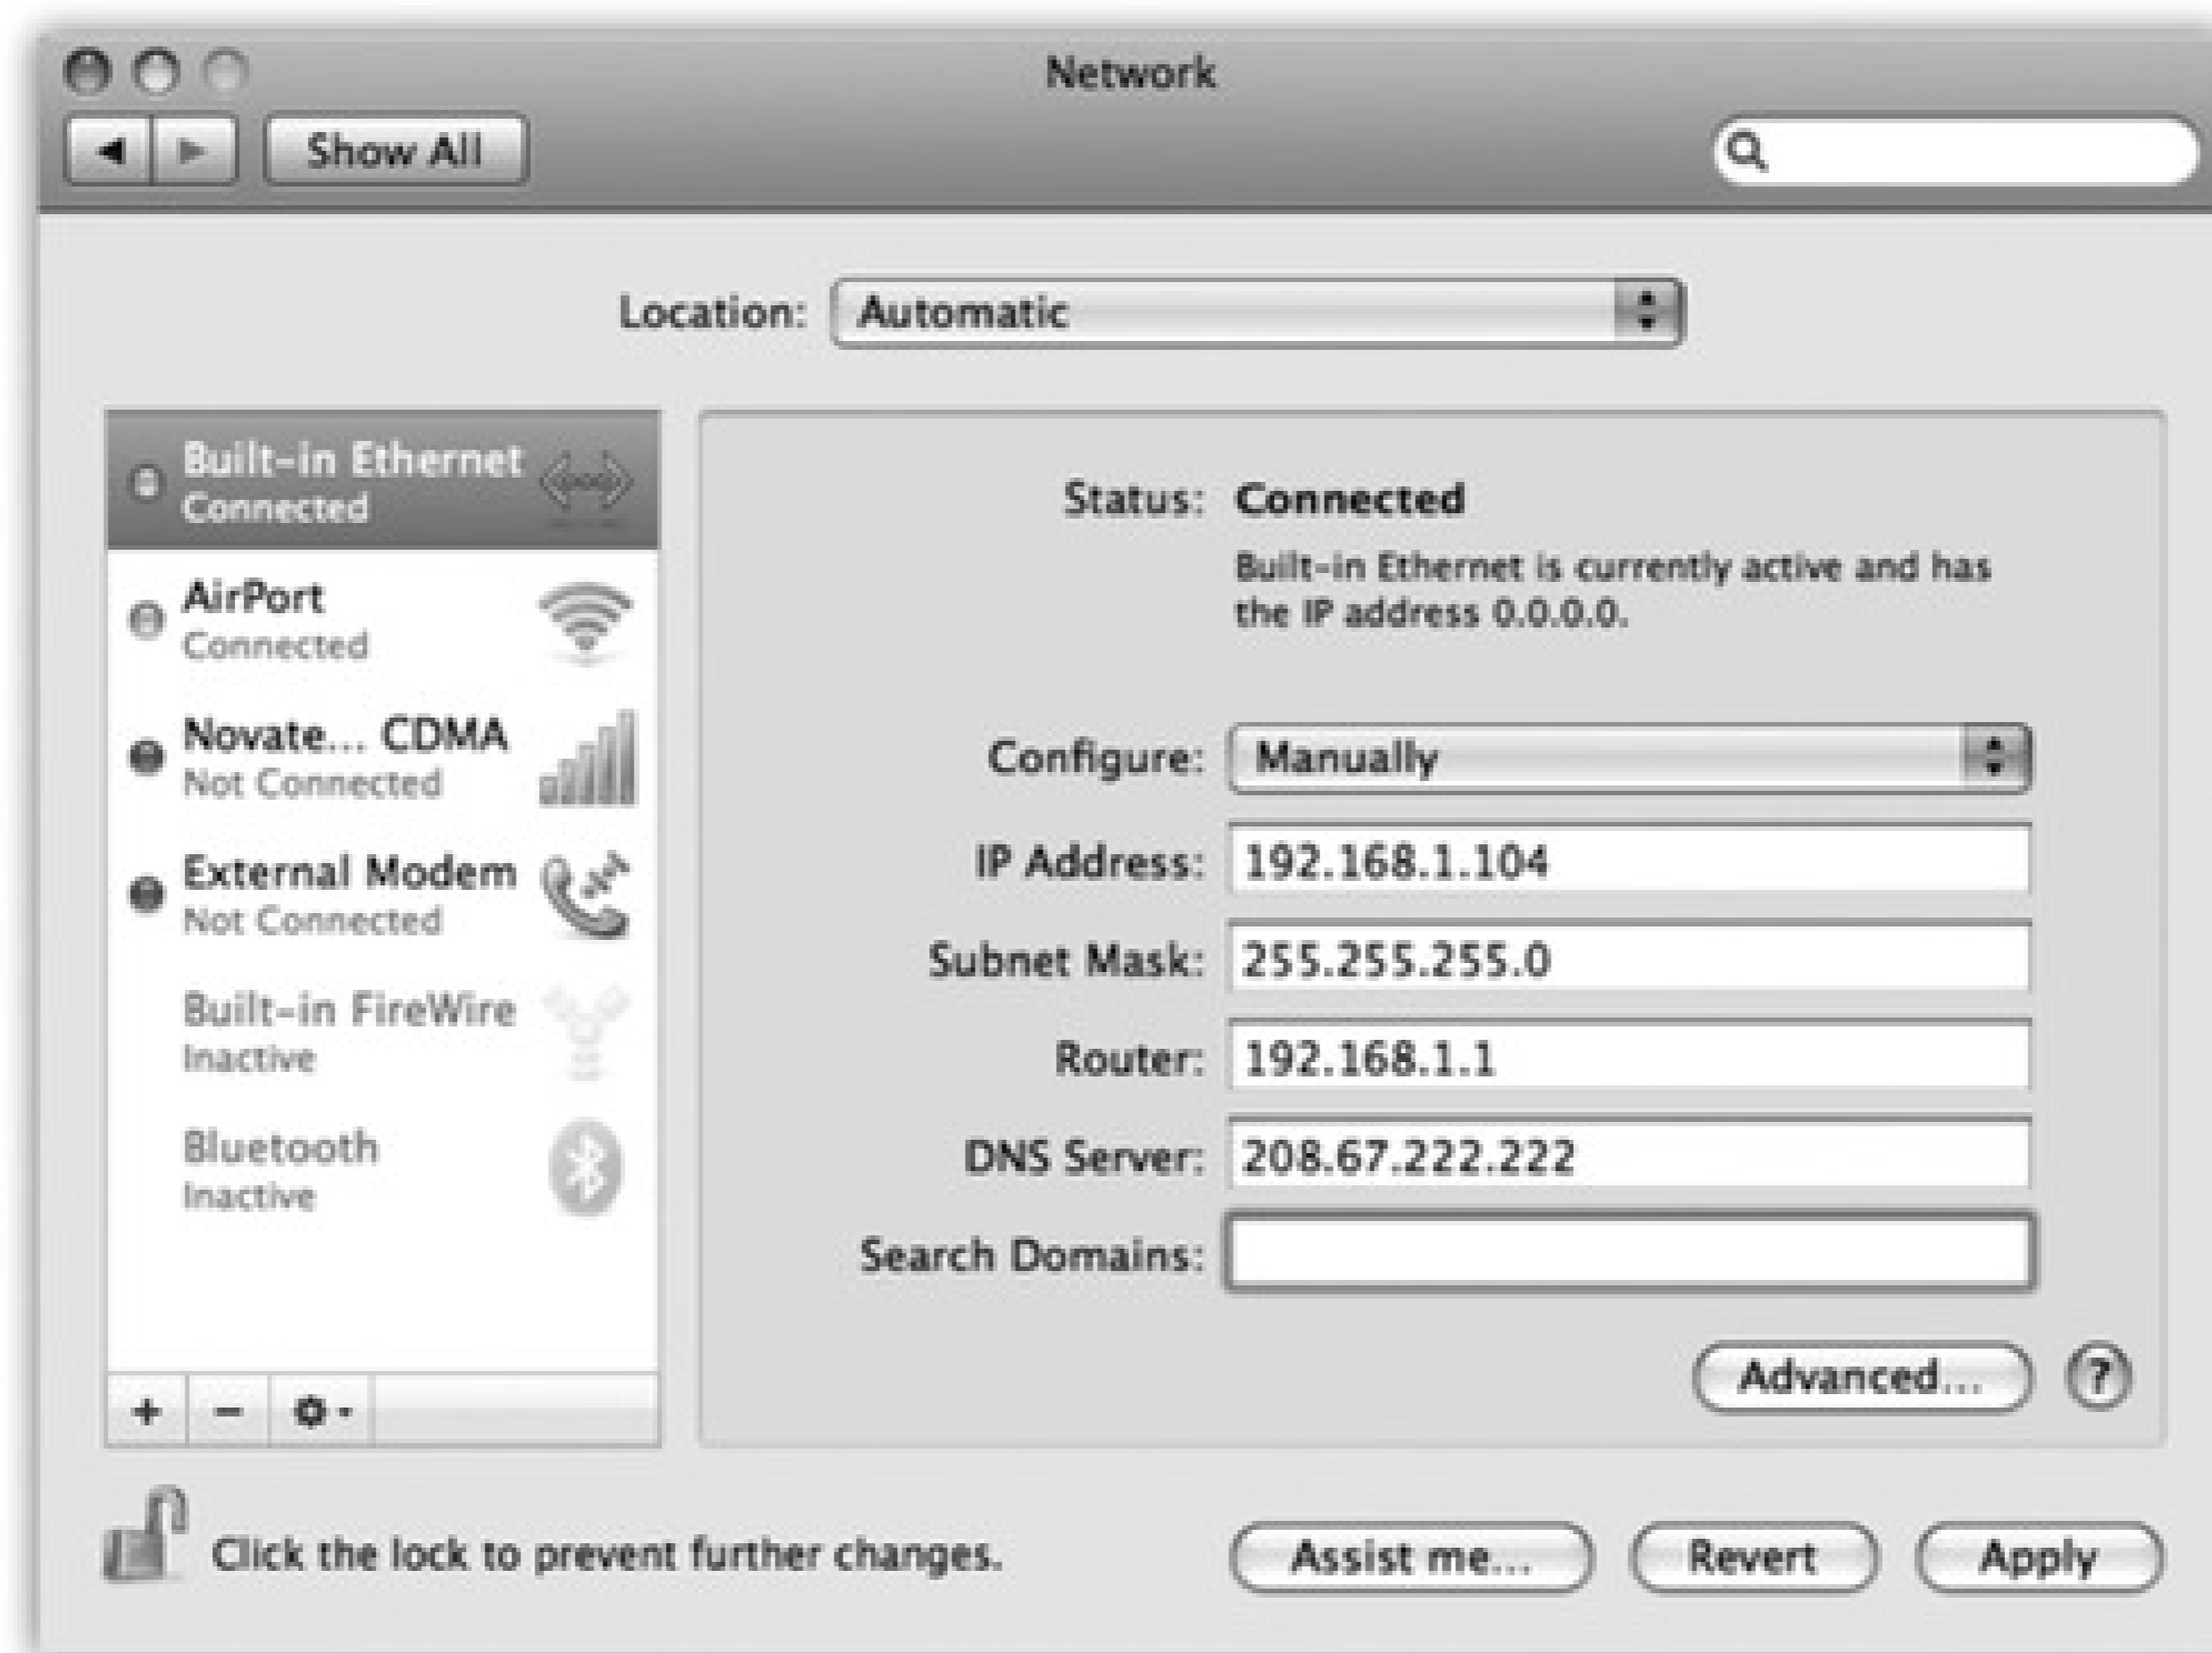 Network
Show All
Location: Automatic
Built-in Ethernet
Connected
AirPort
Connected
Novate... CDMA
Not Connected
External Modem
Not Connected
Built-in FireWire
Inactive
Bluetooth
Inactive
Status: Connected
Built-in Ethernet is currently active and has
the IP address 0.0.0.0.
Configure: Manually
IP Address: 192.168.1.104
Subnet Mask: 255.255.255.0
Router: 192.168.1.1
DNS Server: 208.67.222.222
Search Domains:
Advanced... ?
Click the lock to prevent further changes.
Assist me... Revert Apply